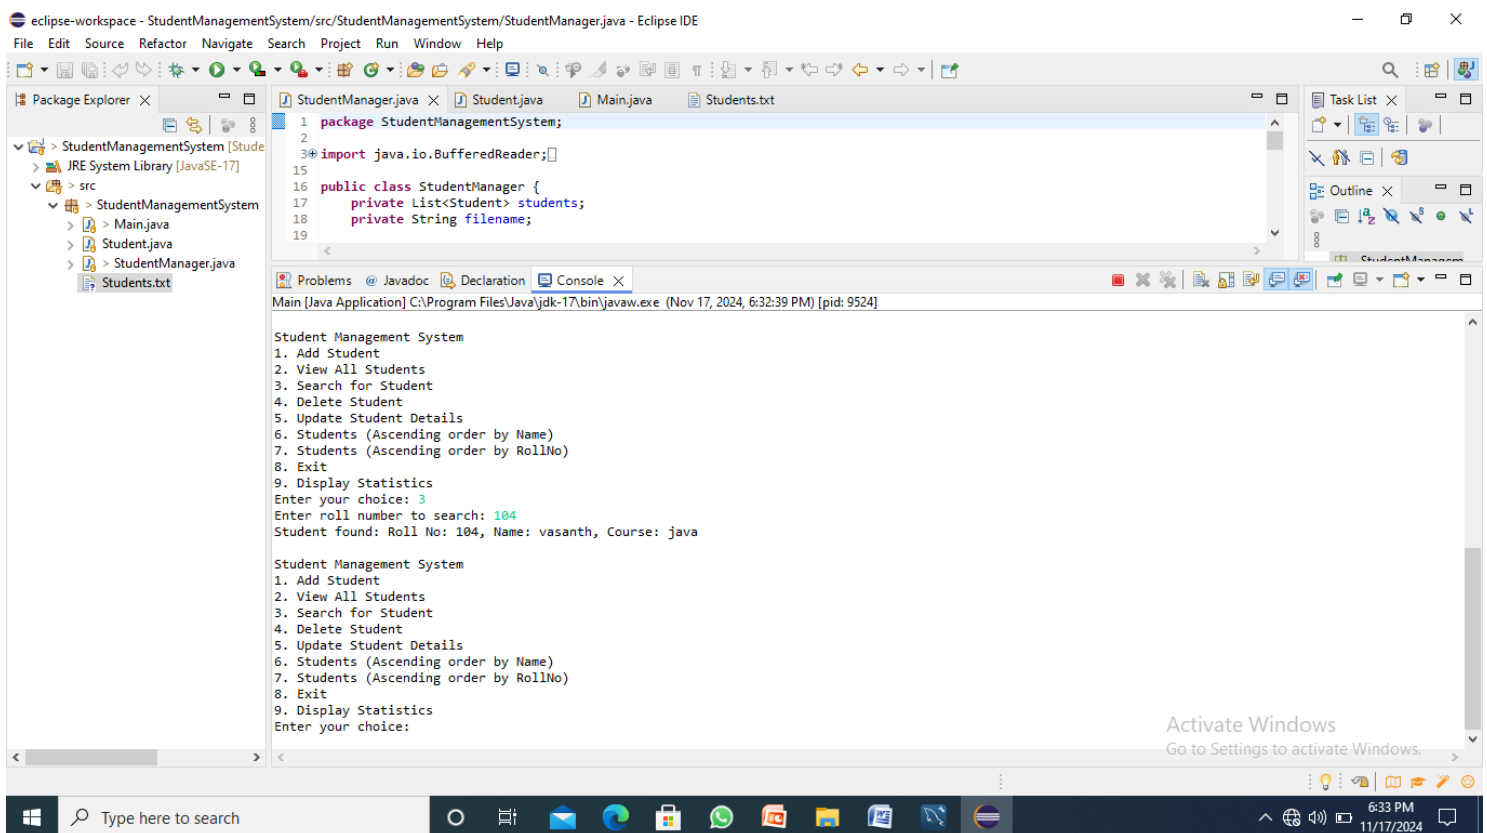 eclipse-workspace - StudentManagementSystem/src/StudentManagementSystem/StudentManager.java - Eclipse IDE
File Edit Source Refactor Navigate Search Project Run Window Help
Package Explorer
StudentManager.java Student.java Main.java Students.txt
Task List
> StudentManagementSystem [Stude
JRE System Library [JavaSE-17]
> src
> StudentManagementSystem
> Main.java
Student.java
> StudentManager.java
Students.txt
1 package StudentManagementSystem;
2
3 import java.io.BufferedReader;
15
16 public class StudentManager {
17 private List<Student> students;
18 private String filename;
19
Outline
Problems Javadoc Declaration Console
Main [Java Application] C:\Program Files\Java\jdk-17\bin\javaw.exe (Nov 17, 2024, 6:32:39 PM) [pid: 9524]
Student Management System
1. Add Student
2. View All Students
3. Search for Student
4. Delete Student
5. Update Student Details
6. Students (Ascending order by Name)
7. Students (Ascending order by RollNo)
8. Exit
9. Display Statistics
Enter your choice: 3
Enter roll number to search: 104
Student found: Roll No: 104, Name: vasanth, Course: java
Student Management System
1. Add Student
2. View All Students
3. Search for Student
4. Delete Student
5. Update Student Details
6. Students (Ascending order by Name)
7. Students (Ascending order by RollNo)
8. Exit
9. Display Statistics
Enter your choice:
Activate Windows
Go to Settings to activate Windows.
Type here to search
6:33 PM
11/17/2024